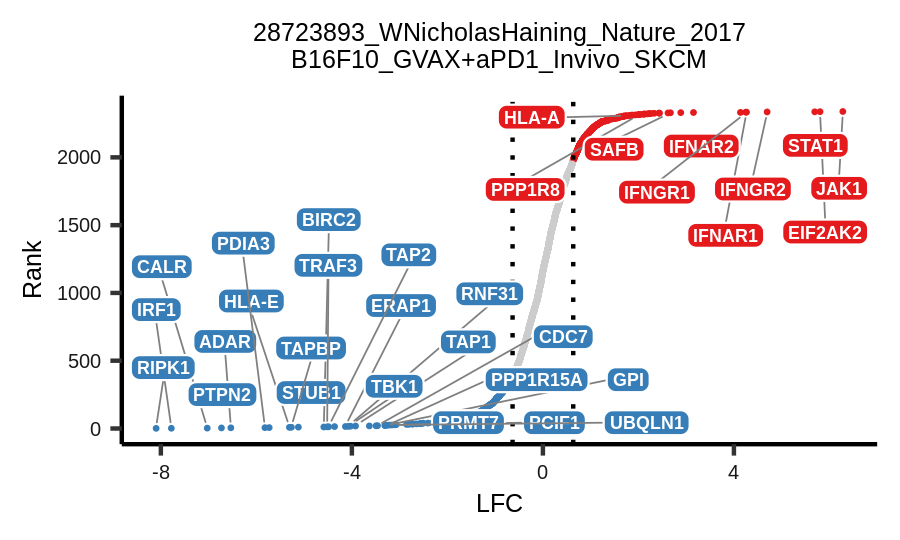 28723893_WNicholasHaining_Nature_2017
B16F10_GVAX+aPD1_Invivo_SKCM
HLA-A
SAFB
IFNAR2
STAT1
PPP1R8
IFNGR1
IFNGR2
JAK1
IFNAR1
EIF2AK2
BIRC2
PDIA3
TAP2
CALR
TRAF3
RNF31
HLA-E
ERAP1
IRF1
ADAR
TAPBP
TAP1
CDC7
RIPK1
PTPN2
STUB1
TBK1
PPP1R15A
GPI
PRMT7
PCIF1
UBQLN1
2000
1500
1000
500
0
Rank
-8
-4
0
4
LFC